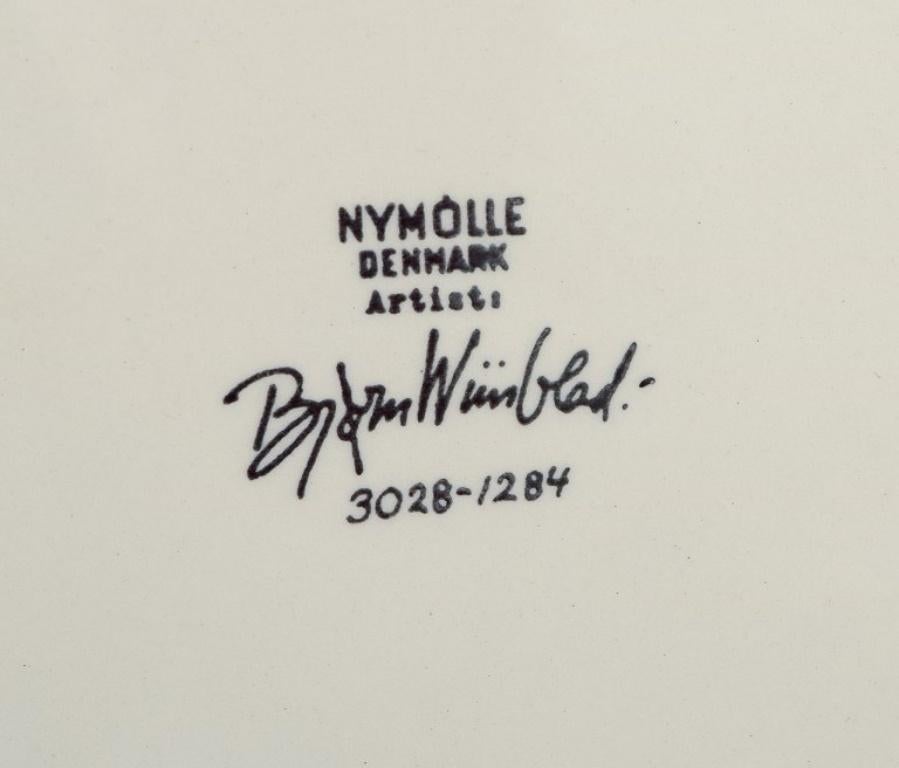 NYMÖLLE
DENMARK
Artist:
Bjørn Wiinblad.-
3028-1284